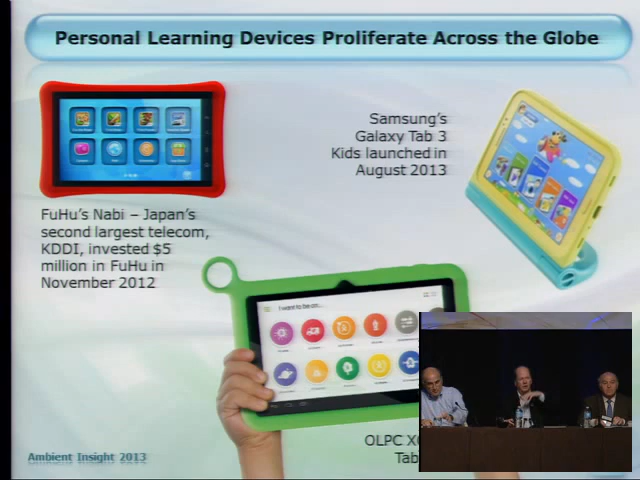 Personal Learning Devices Proliferate Across the Globe
Samsung's
Galaxy Tab 3
Kids launched in
August 2013
FuHu's Nabi – Japan's
second largest telecom,
KDDI, invested $5
million in FuHu in
November 2012
I want to be...
OLPC
Ambient Insight 2013